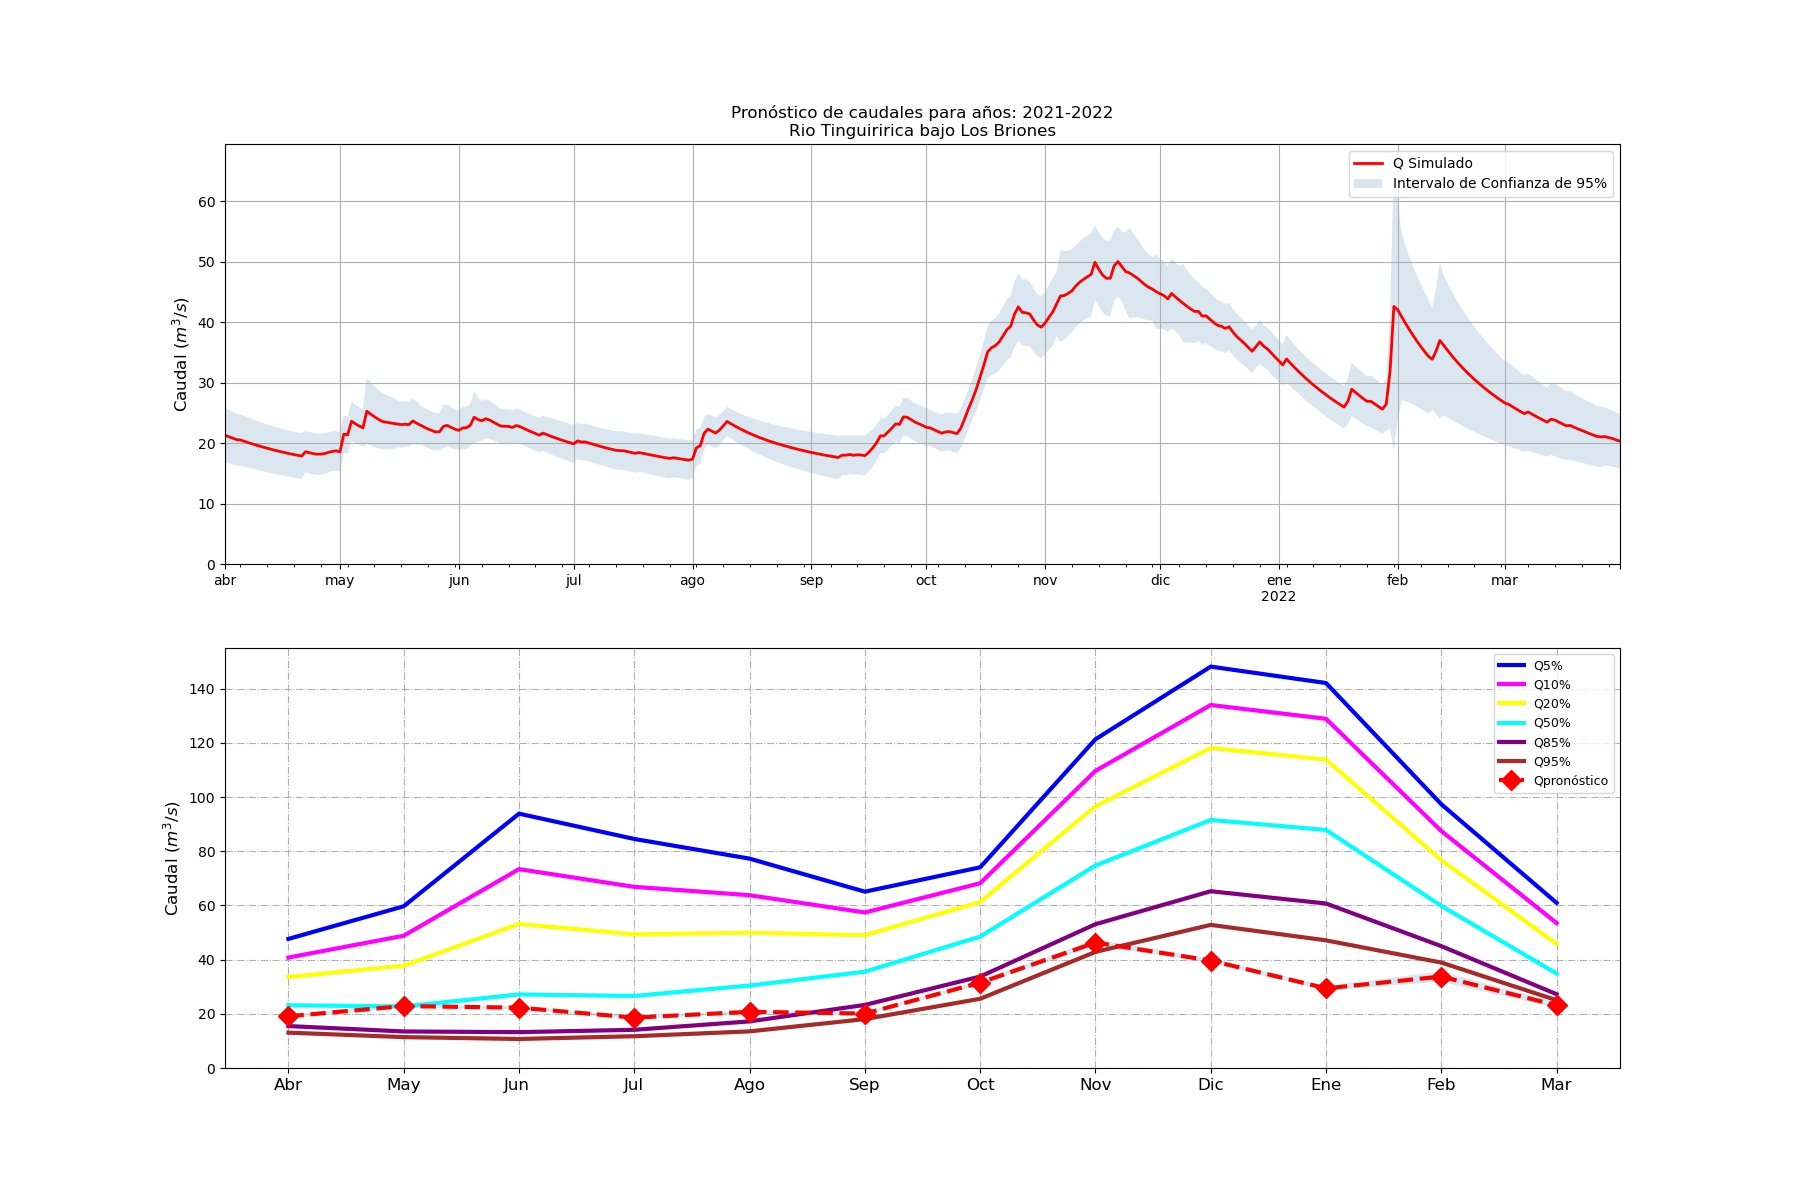 Pronóstico de caudales para años: 2021-2022
Rio Tinguiririca bajo Los Briones
Q Simulado
Intervalo de Confianza de 95%
Caudal (m³/s)
60
50
40
30
20
10
0
abr may jun jul ago sep oct nov dic ene feb mar
2022
Q5%
Q10%
Q20%
Q50%
Q85%
Q95%
Qpronóstico
Caudal (m³/s)
140
120
100
80
60
40
20
0
Abr May Jun Jul Ago Sep Oct Nov Dic Ene Feb Mar